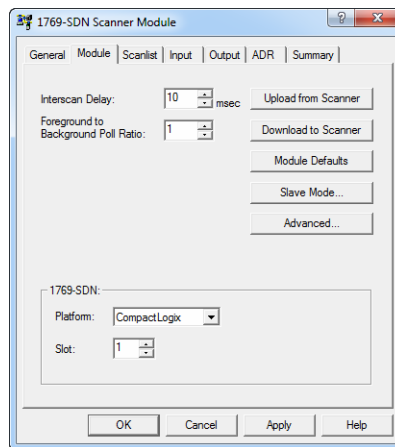 1769-SDN Scanner Module
General Module Scanlist Input Output ADR Summary
Interscan Delay: 10 msec Upload from Scanner
Foreground to
Background Poll Ratio: 1 Download to Scanner
Module Defaults
Slave Mode...
Advanced...
1769-SDN:
Platform: CompactLogix
Slot: 1
OK Cancel Apply Help